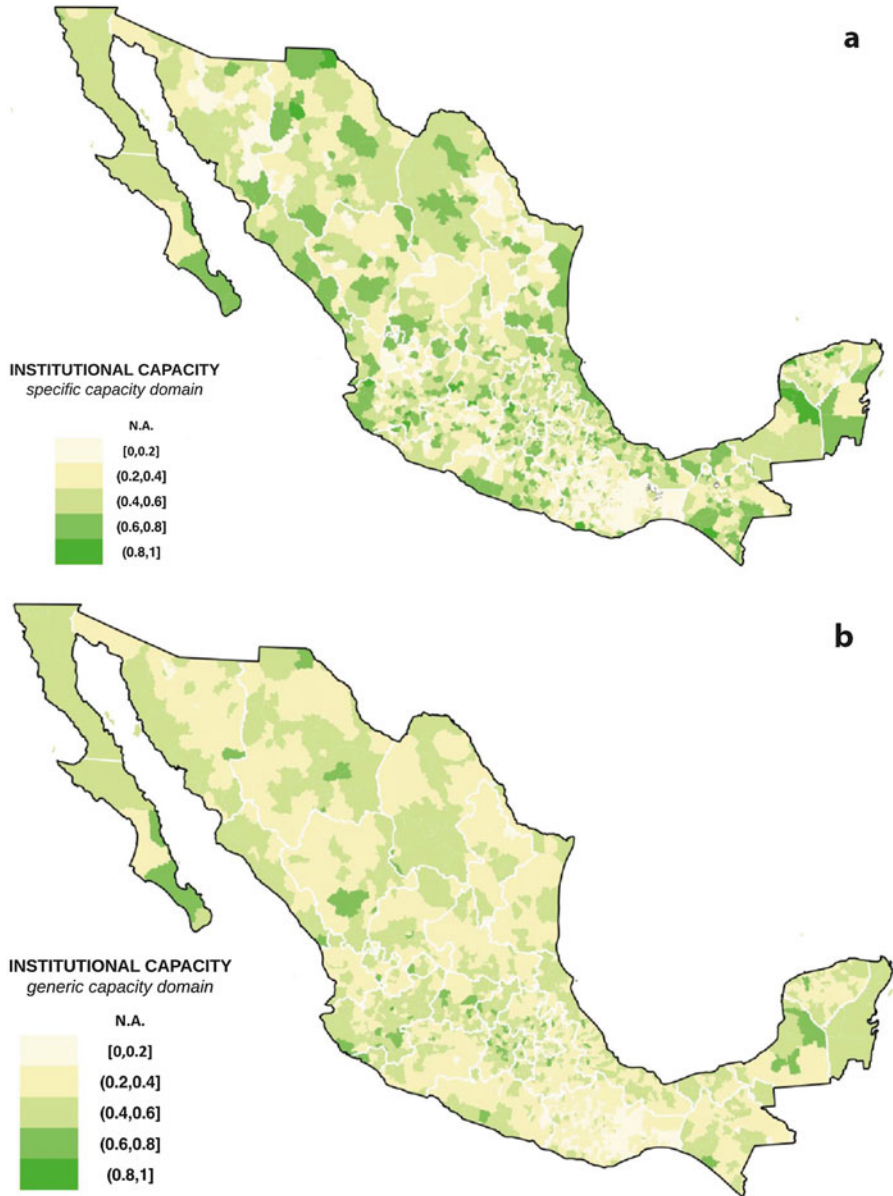 a
INSTITUTIONAL CAPACITY
specific capacity domain
N.A.
[0,0.2]
(0.2,0.4]
(0.4,0.6]
(0.6,0.8]
(0.8,1]
b
INSTITUTIONAL CAPACITY
generic capacity domain
N.A.
[0,0.2]
(0.2,0.4]
(0.4,0.6]
(0.6,0.8]
(0.8,1]